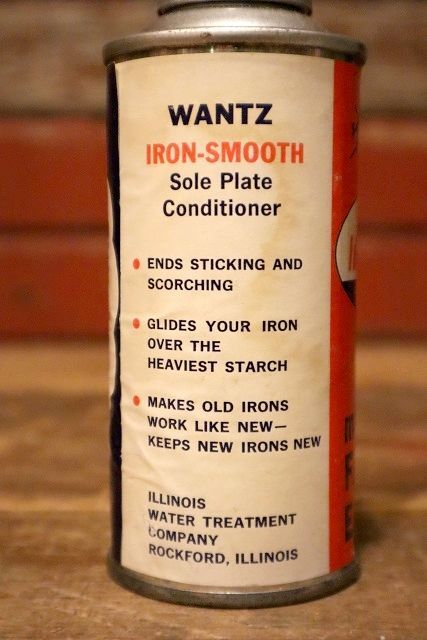 WANTZ
IRON-SMOOTH
Sole Plate
Conditioner
• ENDS STICKING AND
SCORCHING
• GLIDES YOUR IRON
OVER THE
HEAVIEST STARCH
• MAKES OLD IRONS
WORK LIKE NEW—
KEEPS NEW IRONS NEW
ILLINOIS
WATER TREATMENT
COMPANY
ROCKFORD, ILLINOIS